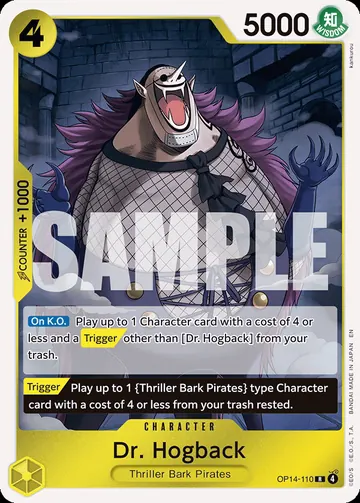 4
5000
知
WISDOM
kankurou
COUNTER +1000
SAMPLE
On K.O. Play up to 1 Character card with a cost of 4 or
less and a Trigger other than [Dr. Hogback] from your
trash.
Trigger Play up to 1 {Thriller Bark Pirates} type Character
card with a cost of 4 or less from your trash rested.
CHARACTER
Dr. Hogback
Thriller Bark Pirates
OP14-110 R 4
©E.O./S., T.A. BANDAI MADE IN JAPAN EN